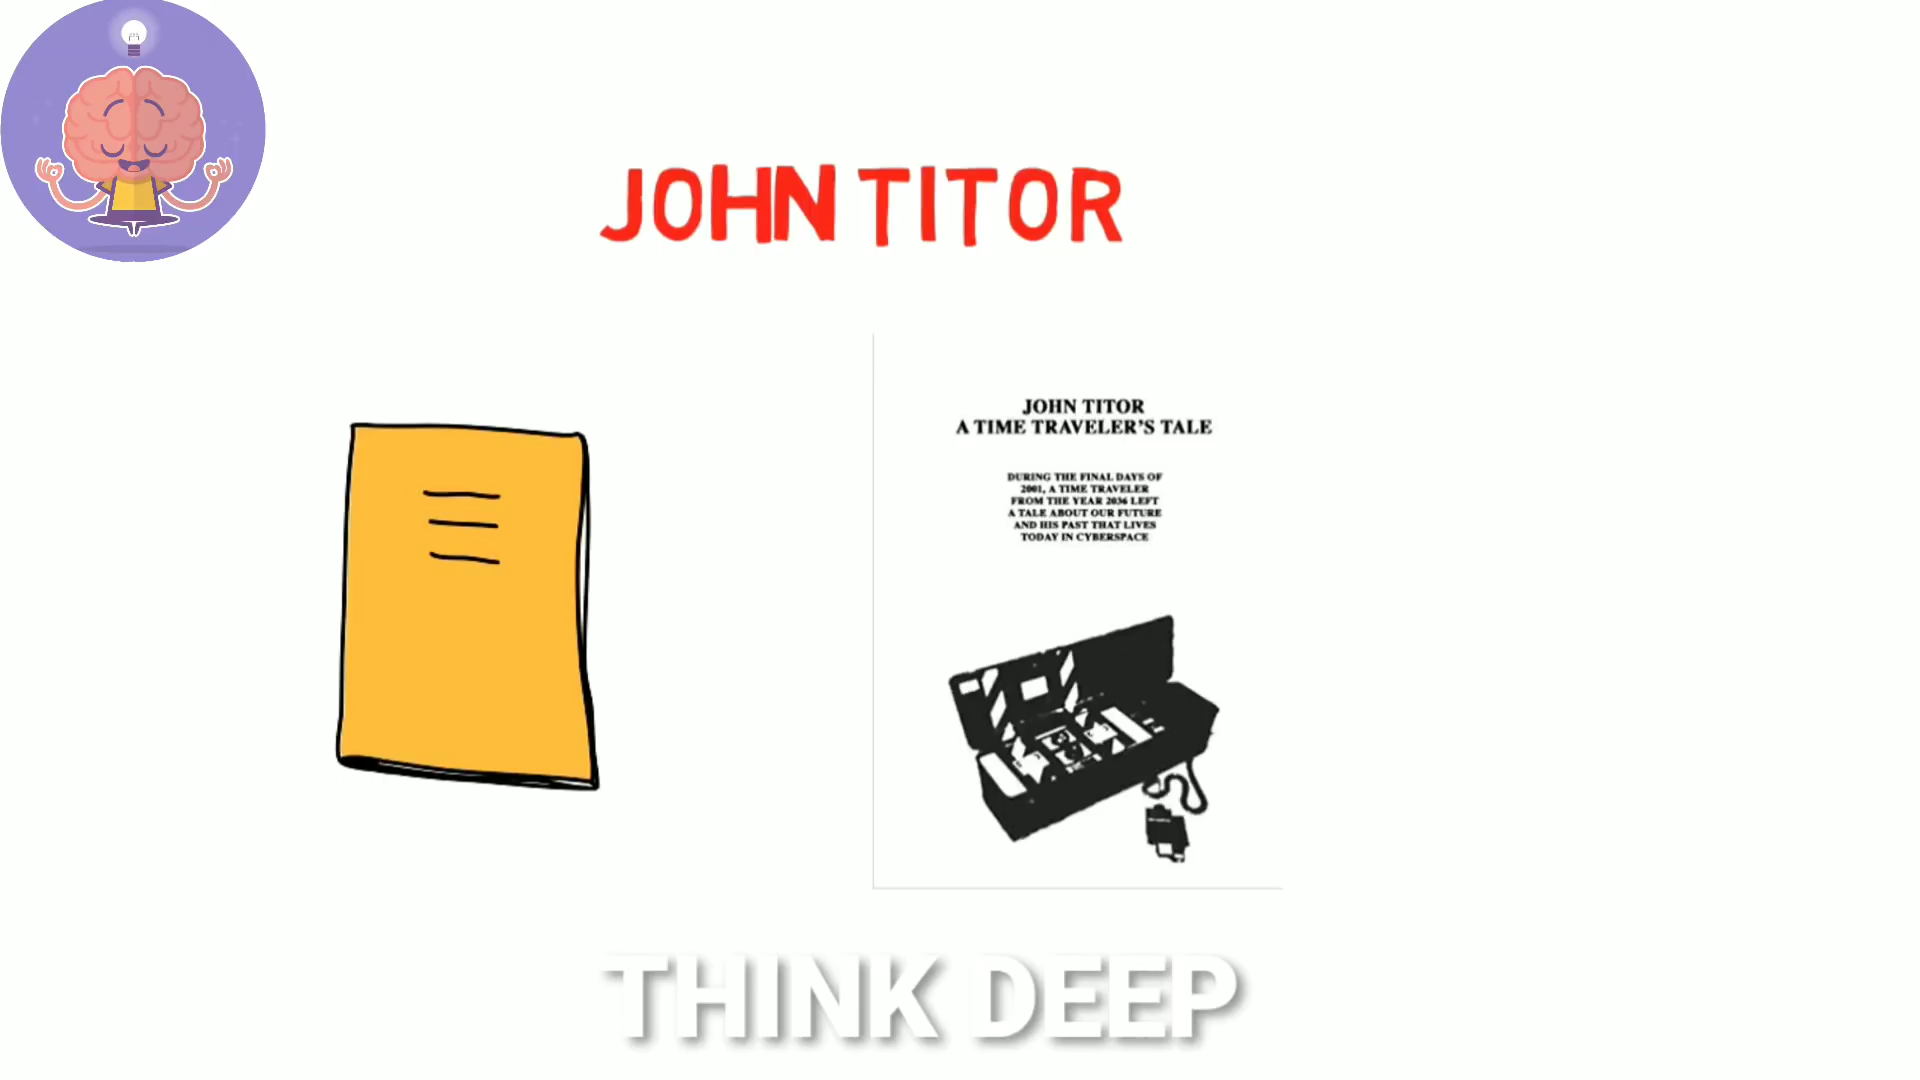 JOHN TITOR
JOHN TITOR
A TIME TRAVELER'S TALE
DURING THE FINAL DAYS OF
2001, A TIME TRAVELER
FROM THE YEAR 2036 LEFT
A TALE ABOUT OUR FUTURE
AND HIS PAST THAT LIVES
TODAY IN CYBERSPACE
THINK DEEP